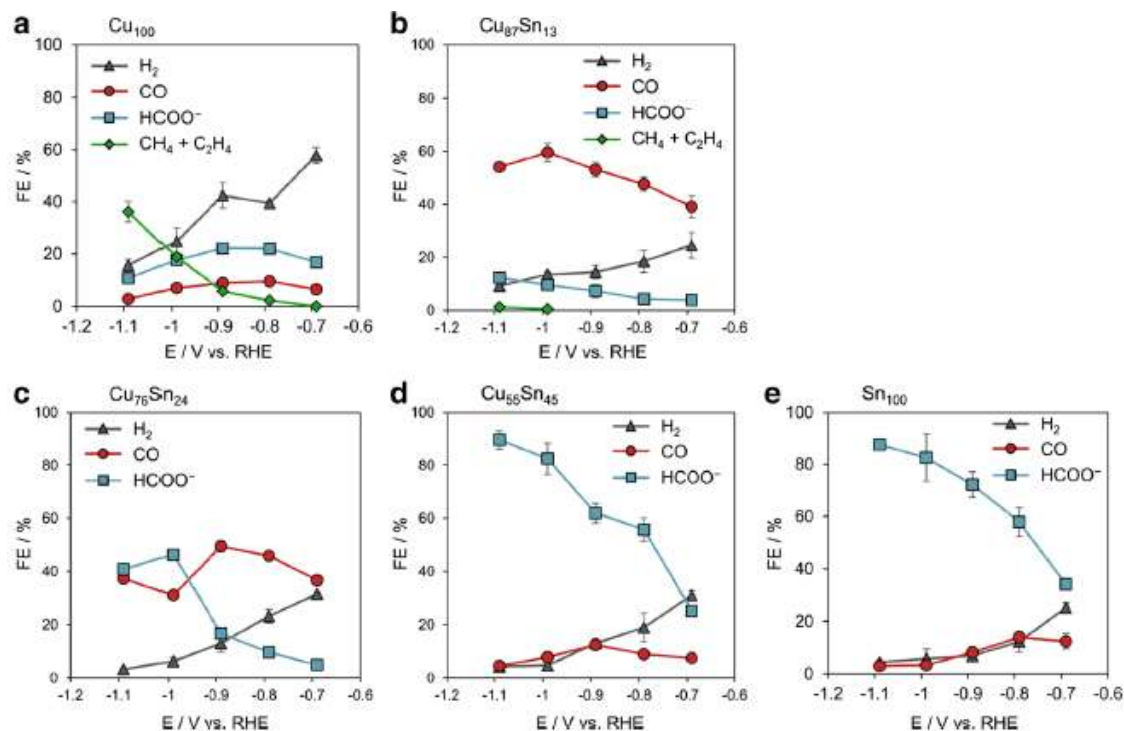 a Cu₁₀₀
100
80
60
40
20
0
FE / %
H₂
CO
HCOO⁻
CH₄ + C₂H₄
-1.2 -1.1 -1 -0.9 -0.8 -0.7 -0.6
E / V vs. RHE
b Cu₈₇Sn₁₃
100
80
60
40
20
0
FE / %
H₂
CO
HCOO⁻
CH₄ + C₂H₄
-1.2 -1.1 -1 -0.9 -0.8 -0.7 -0.6
E / V vs. RHE
c Cu₇₆Sn₂₄
100
80
60
40
20
0
FE / %
H₂
CO
HCOO⁻
-1.2 -1.1 -1 -0.9 -0.8 -0.7 -0.6
E / V vs. RHE
d Cu₅₅Sn₄₅
100
80
60
40
20
0
FE / %
H₂
CO
HCOO⁻
-1.2 -1.1 -1 -0.9 -0.8 -0.7 -0.6
E / V vs. RHE
e Sn₁₀₀
100
80
60
40
20
0
FE / %
H₂
CO
HCOO⁻
-1.2 -1.1 -1 -0.9 -0.8 -0.7 -0.6
E / V vs. RHE